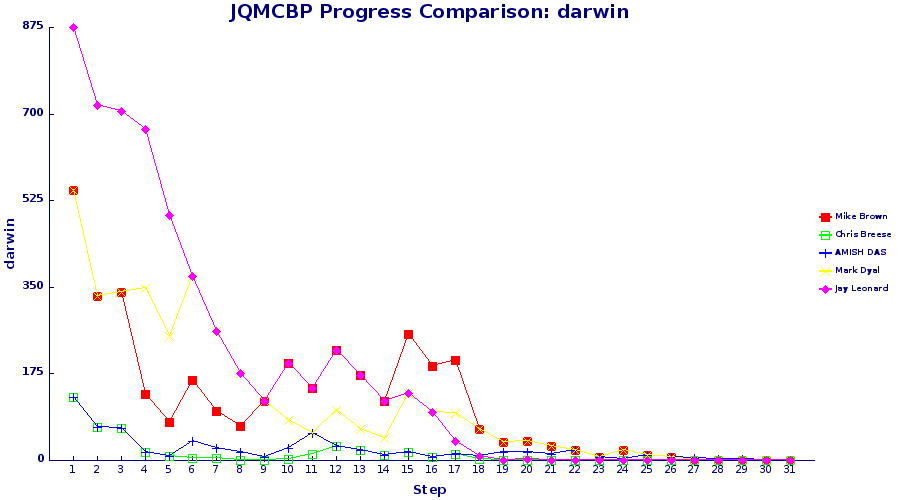 JQMCBP Progress Comparison: darwin
875
700
525
350
175
0
darwin
1 2 3 4 5 6 7 8 9 10 11 12 13 14 15 16 17 18 19 20 21 22 23 24 25 26 27 28 29 30 31
Step
Mike Brown
Chris Breese
AMISH DAS
Mark Dyal
Jay Leonard